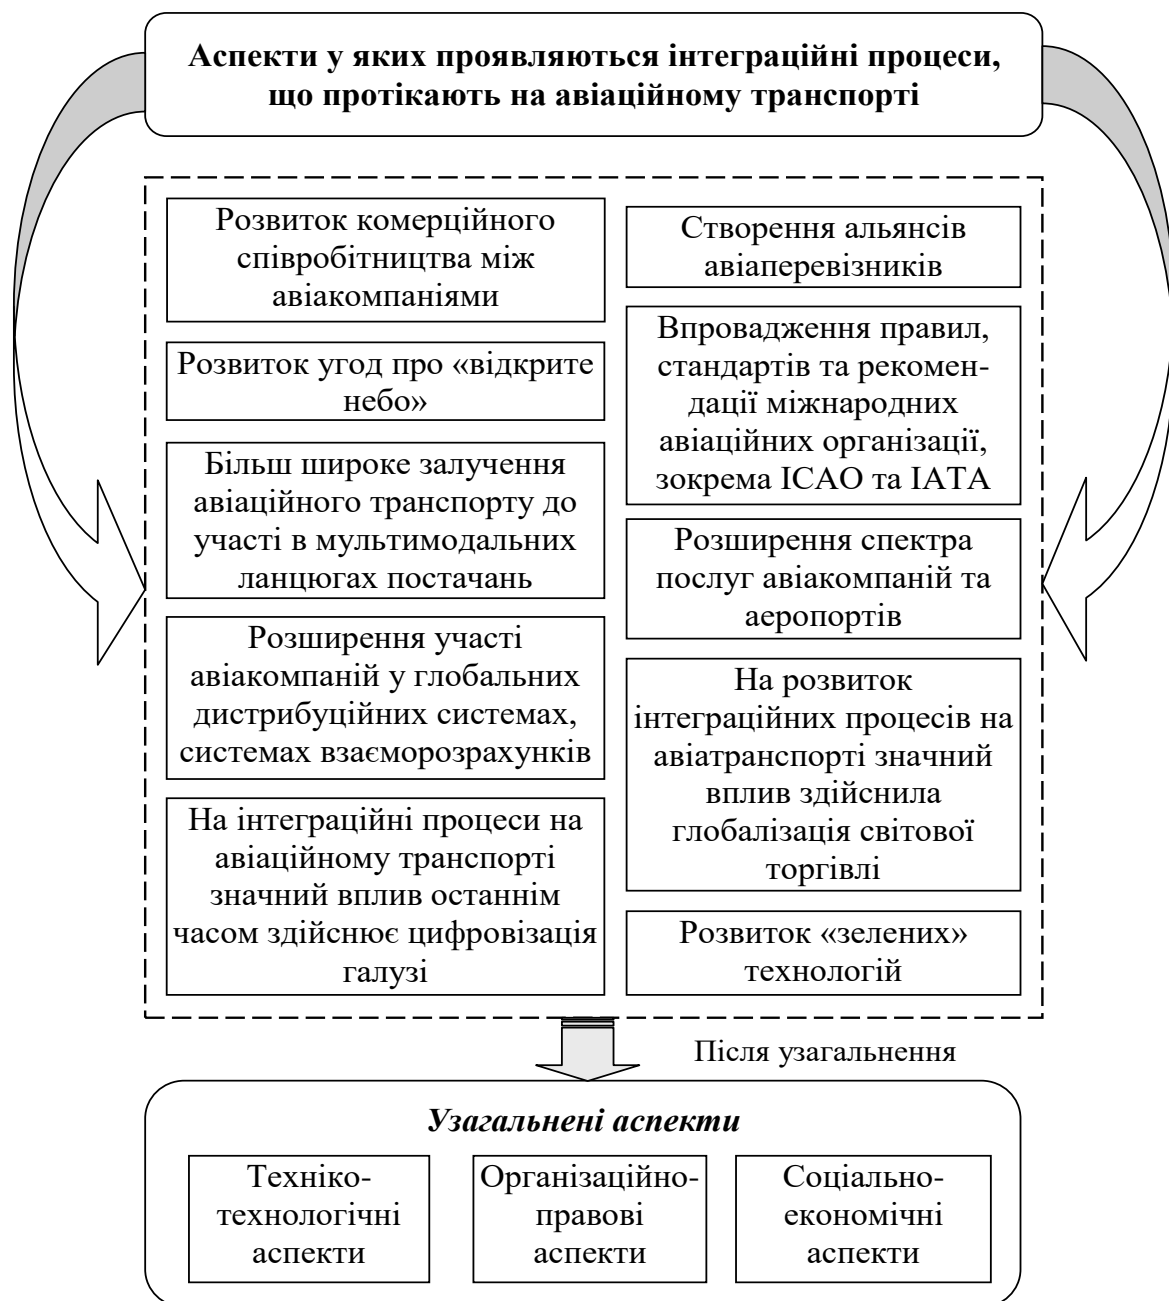 Аспекти у яких проявляються інтеграційні процеси,
що протікають на авіаційному транспорті
Розвиток комерційного
співробітництва між
авіакомпаніями
Розвиток угод про «відкрите
небо»
Більш широке залучення
авіаційного транспорту до
участі в мультимодальних
ланцюгах постачань
Розширення участі
авіакомпаній у глобальних
дистрибуційних системах,
системах взаєморозрахунків
На інтеграційні процеси на
авіаційному транспорті
значний вплив останнім
часом здійснює цифровізація
галузі
Створення альянсів
авіаперевізників
Впровадження правил,
стандартів та рекомен-
дації міжнародних
авіаційних організації,
зокрема ІСАО та ІАТА
Розширення спектра
послуг авіакомпаній та
аеропортів
На розвиток
інтеграційних процесів на
авіатранспорті значний
вплив здійснила
глобалізація світової
торгівлі
Розвиток «зелених»
технологій
Після узагальнення
Узагальнені аспекти
Техніко-
технологічні
аспекти
Організаційно-
правові
аспекти
Соціально-
економічні
аспекти